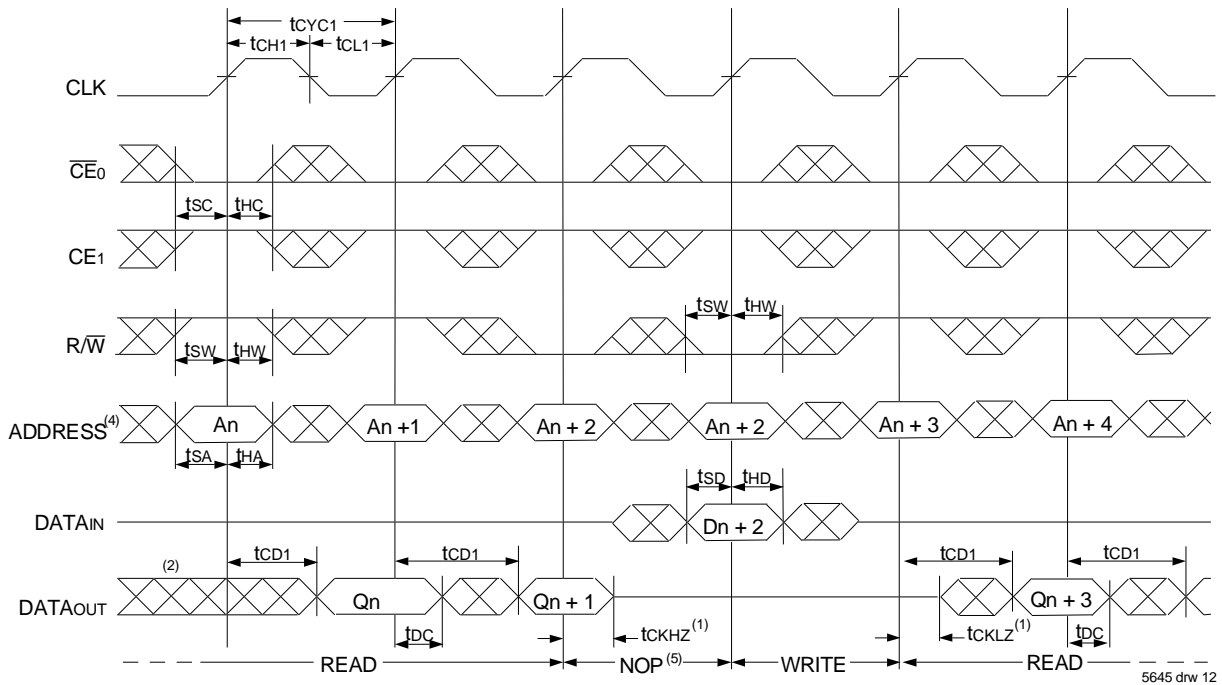 tCYC1
tCH1 tCL1
CLK
CE0
tSC tHC
CE1
tSW tHW
R/W
tSW tHW
ADDRESS(4) An An +1 An + 2 An + 2 An + 3 An + 4
tSA tHA
tSD tHD
DATAIN Dn + 2
tCD1 tCD1 tCD1 tCD1
(2)
DATAOUT Qn Qn + 1 Qn + 3
tDC tCKHZ(1) tCKLZ(1) tDC
READ NOP(5) WRITE READ
5645 drw 12